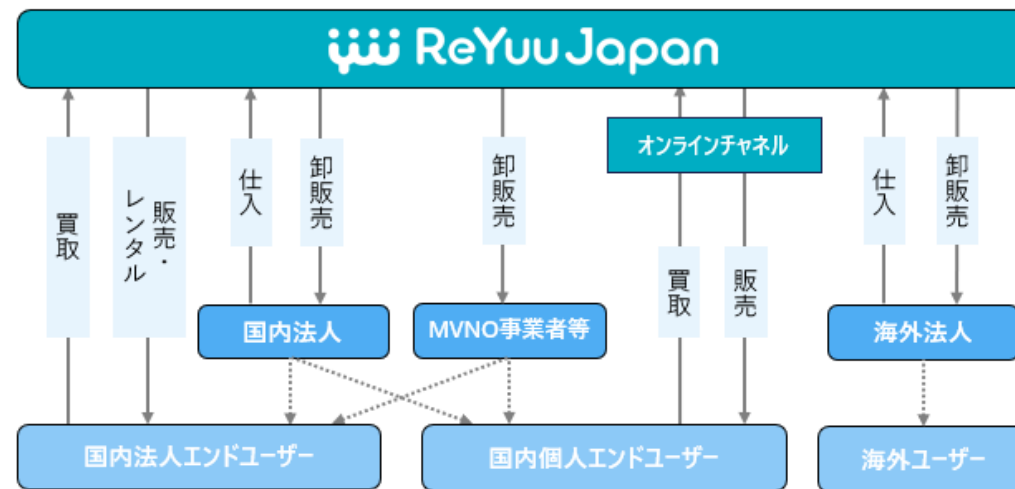 ReYuu Japan
オンラインチャネル
買取
販売・
レンタル
仕入
卸販売
卸販売
買取
販売
仕入
卸販売
国内法人
MVNO事業者等
海外法人
国内法人エンドユーザー
国内個人エンドユーザー
海外ユーザー